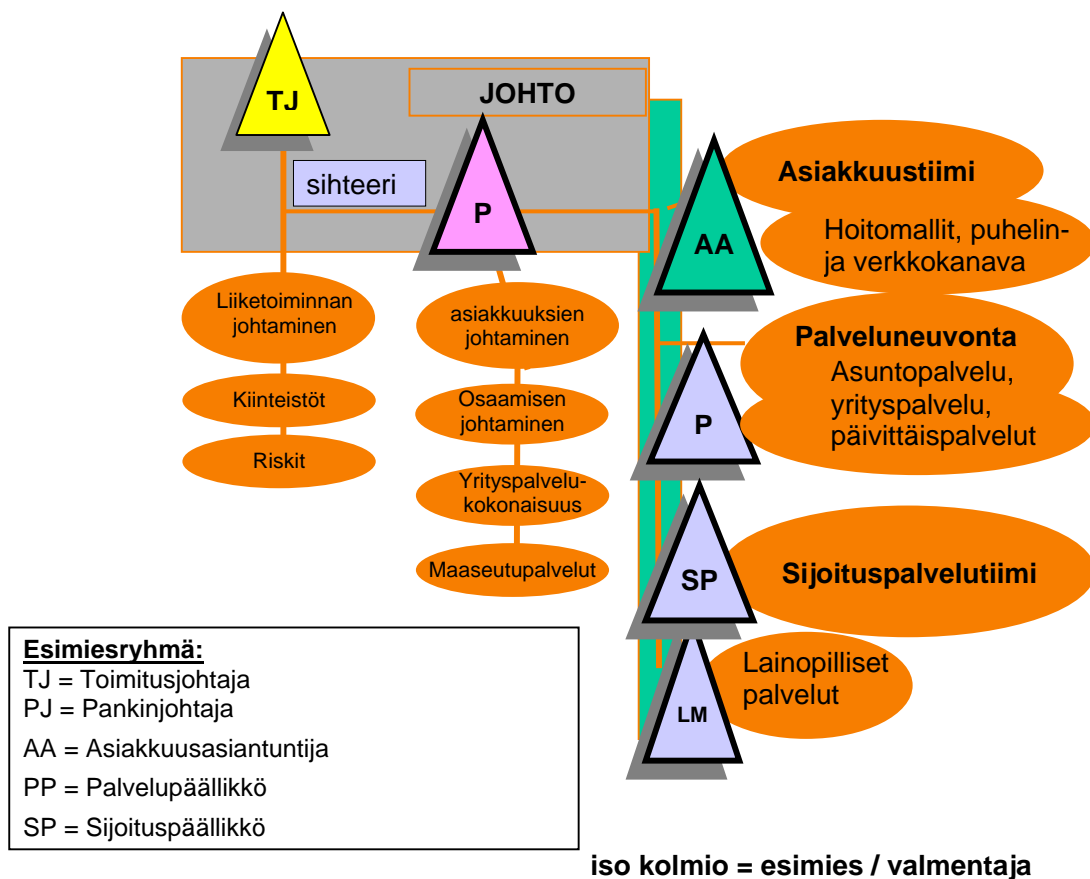 TJ
JOHTO
sihteeri
P
AA
Asiakkuustiimi
Hoitomallit, puhelin-
ja verkkokanava
Liiketoiminnan
johtaminen
Kiinteistöt
Riskit
asiakkuuksien
johtaminen
Osaamisen
johtaminen
Yrityspalvelu-
kokonaisuus
Maaseutupalvelut
P
Palveluneuvonta
Asuntopalvelu,
yrityspalvelu,
päivittäispalvelut
SP
Sijoituspalvelutiimi
LM
Lainopilliset
palvelut
Esimiesryhmä:
TJ = Toimitusjohtaja
PJ = Pankinjohtaja
AA = Asiakkuusasiantuntija
PP = Palvelupäällikkö
SP = Sijoituspäällikkö
iso kolmio = esimies / valmentaja